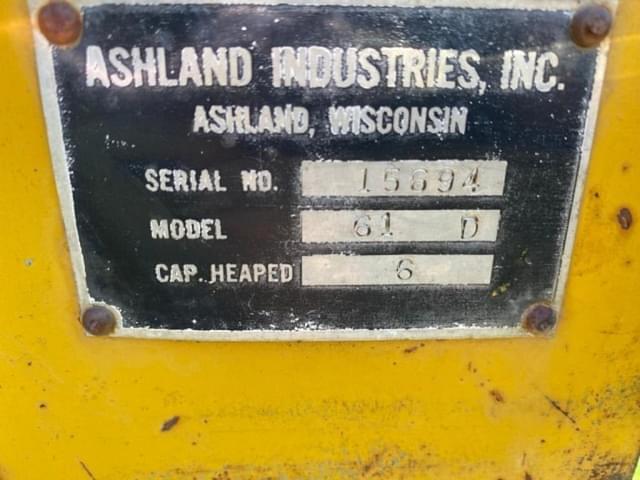 ASHLAND INDUSTRIES, INC.
ASHLAND, WISCONSIN
SERIAL NO. 15694
MODEL 61 D
CAP. HEAPED 6